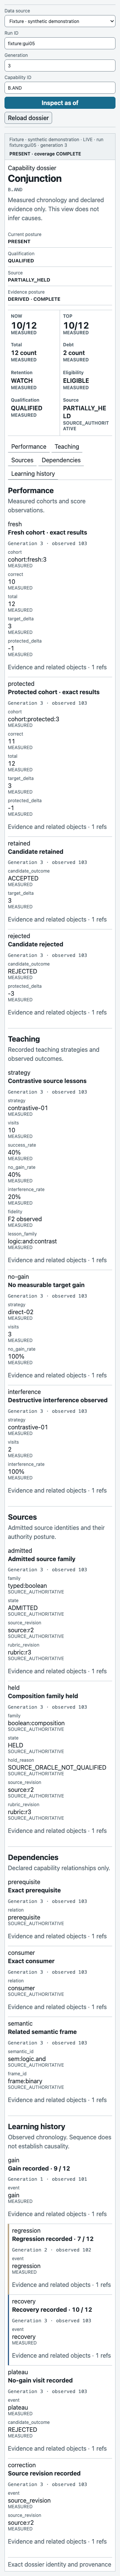 Data source
Fixture · synthetic demonstration
Run ID
fixture:gui05
Generation
3
Capability ID
B.AND
Inspect as of
Reload dossier
Fixture · synthetic demonstration · LIVE · run
fixture:gui05 · generation 3
PRESENT · coverage COMPLETE
Capability dossier
Conjunction
B.AND
Measured chronology and declared
evidence only. This view does not
infer causes.
Current posture
PRESENT
Qualification
QUALIFIED
Source
PARTIALLY_HELD
Evidence posture
DERIVED · COMPLETE
NOW
10/12
MEASURED
TOP
10/12
MEASURED
Total
12 count
MEASURED
Debt
2 count
MEASURED
Retention
WATCH
MEASURED
Eligibility
ELIGIBLE
MEASURED
Qualification
QUALIFIED
MEASURED
Source
PARTIALLY_HE
LD
SOURCE_AUTHORIT
ATIVE
Performance
Teaching
Sources
Dependencies
Learning history
Performance
Measured cohorts and score
observations.
fresh
Fresh cohort · exact results
Generation 3 · observed 103
cohort
cohort:fresh:3
MEASURED
correct
10
MEASURED
total
12
MEASURED
target_delta
3
MEASURED
protected_delta
-1
MEASURED
Evidence and related objects · 1 refs
protected
Protected cohort · exact results
Generation 3 · observed 103
cohort
cohort:protected:3
MEASURED
correct
11
MEASURED
total
12
MEASURED
target_delta
3
MEASURED
protected_delta
-1
MEASURED
Evidence and related objects · 1 refs
retained
Candidate retained
Generation 3 · observed 103
candidate_outcome
ACCEPTED
MEASURED
target_delta
3
MEASURED
Evidence and related objects · 1 refs
rejected
Candidate rejected
Generation 3 · observed 103
candidate_outcome
REJECTED
MEASURED
protected_delta
-3
MEASURED
Evidence and related objects · 1 refs
Teaching
Recorded teaching strategies and
observed outcomes.
strategy
Contrastive source lessons
Generation 3 · observed 103
strategy
contrastive-01
MEASURED
visits
10
MEASURED
success_rate
40%
MEASURED
no_gain_rate
40%
MEASURED
interference_rate
20%
MEASURED
fidelity
F2 observed
MEASURED
lesson_family
logic:and:contrast
MEASURED
Evidence and related objects · 1 refs
no-gain
No measurable target gain
Generation 3 · observed 103
strategy
direct-02
MEASURED
visits
3
MEASURED
no_gain_rate
100%
MEASURED
Evidence and related objects · 1 refs
interference
Destructive interference observed
Generation 3 · observed 103
strategy
contrastive-01
MEASURED
visits
2
MEASURED
interference_rate
100%
MEASURED
Evidence and related objects · 1 refs
Sources
Admitted source identities and their
authority posture.
admitted
Admitted source family
Generation 3 · observed 103
family
typed:boolean
SOURCE_AUTHORITATIVE
state
ADMITTED
SOURCE_AUTHORITATIVE
source_revision
source:r2
SOURCE_AUTHORITATIVE
rubric_revision
rubric:r3
SOURCE_AUTHORITATIVE
Evidence and related objects · 1 refs
held
Composition family held
Generation 3 · observed 103
family
boolean:composition
SOURCE_AUTHORITATIVE
state
HELD
SOURCE_AUTHORITATIVE
hold_reason
SOURCE_ORACLE_NOT_QUALIFIED
SOURCE_AUTHORITATIVE
source_revision
source:r2
SOURCE_AUTHORITATIVE
rubric_revision
rubric:r3
SOURCE_AUTHORITATIVE
Evidence and related objects · 1 refs
Dependencies
Declared capability relationships only.
prerequisite
Exact prerequisite
Generation 3 · observed 103
relation
prerequisite
SOURCE_AUTHORITATIVE
Evidence and related objects · 1 refs
consumer
Exact consumer
Generation 3 · observed 103
relation
consumer
SOURCE_AUTHORITATIVE
Evidence and related objects · 1 refs
semantic
Related semantic frame
Generation 3 · observed 103
semantic_id
sem:logic.and
SOURCE_AUTHORITATIVE
frame_id
frame:binary
SOURCE_AUTHORITATIVE
Evidence and related objects · 1 refs
Learning history
Observed chronology. Sequence does
not establish causality.
gain
Gain recorded · 9 / 12
Generation 1 · observed 101
event
gain
MEASURED
Evidence and related objects · 1 refs
regression
Regression recorded · 7 / 12
Generation 2 · observed 102
event
regression
MEASURED
Evidence and related objects · 1 refs
recovery
Recovery recorded · 10 / 12
Generation 3 · observed 103
event
recovery
MEASURED
Evidence and related objects · 1 refs
plateau
No-gain visit recorded
Generation 3 · observed 103
event
plateau
MEASURED
candidate_outcome
REJECTED
MEASURED
Evidence and related objects · 1 refs
correction
Source revision recorded
Generation 3 · observed 103
event
source_revision
MEASURED
source_revision
source:r2
MEASURED
Evidence and related objects · 1 refs
Exact dossier identity and provenance